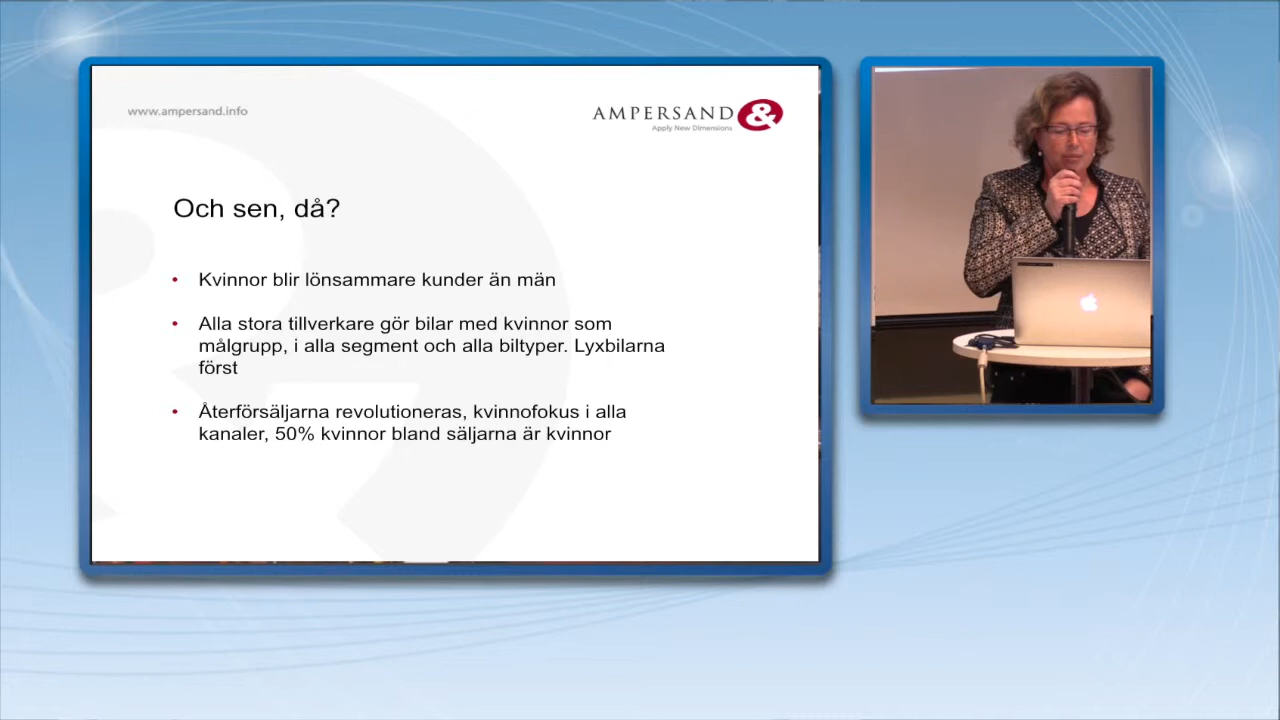 www.ampersand.info
AMPERSAND &
Apply New Dimensions
Och sen, då?
• Kvinnor blir lönsammare kunder än män
• Alla stora tillverkare gör bilar med kvinnor som
målgrupp, i alla segment och alla biltyper. Lyxbilarna
först
• Återförsäljarna revolutioneras, kvinnofokus i alla
kanaler, 50% kvinnor bland säljarna är kvinnor